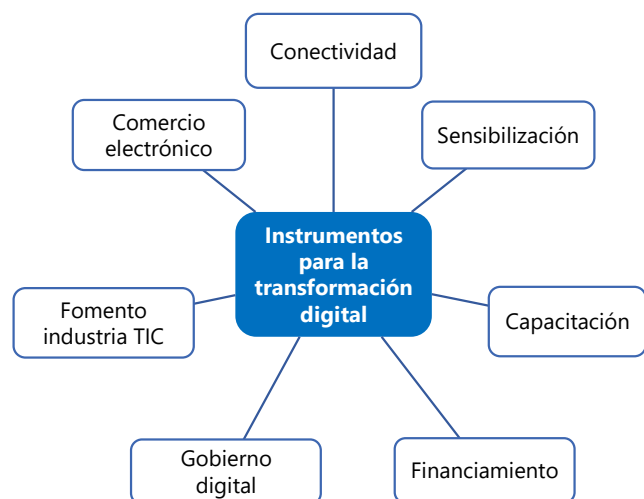 Conectividad
Comercio
electrónico
Sensibilización
Instrumentos
para la
transformación
digital
Fomento
industria TIC
Capacitación
Gobierno
digital
Financiamiento